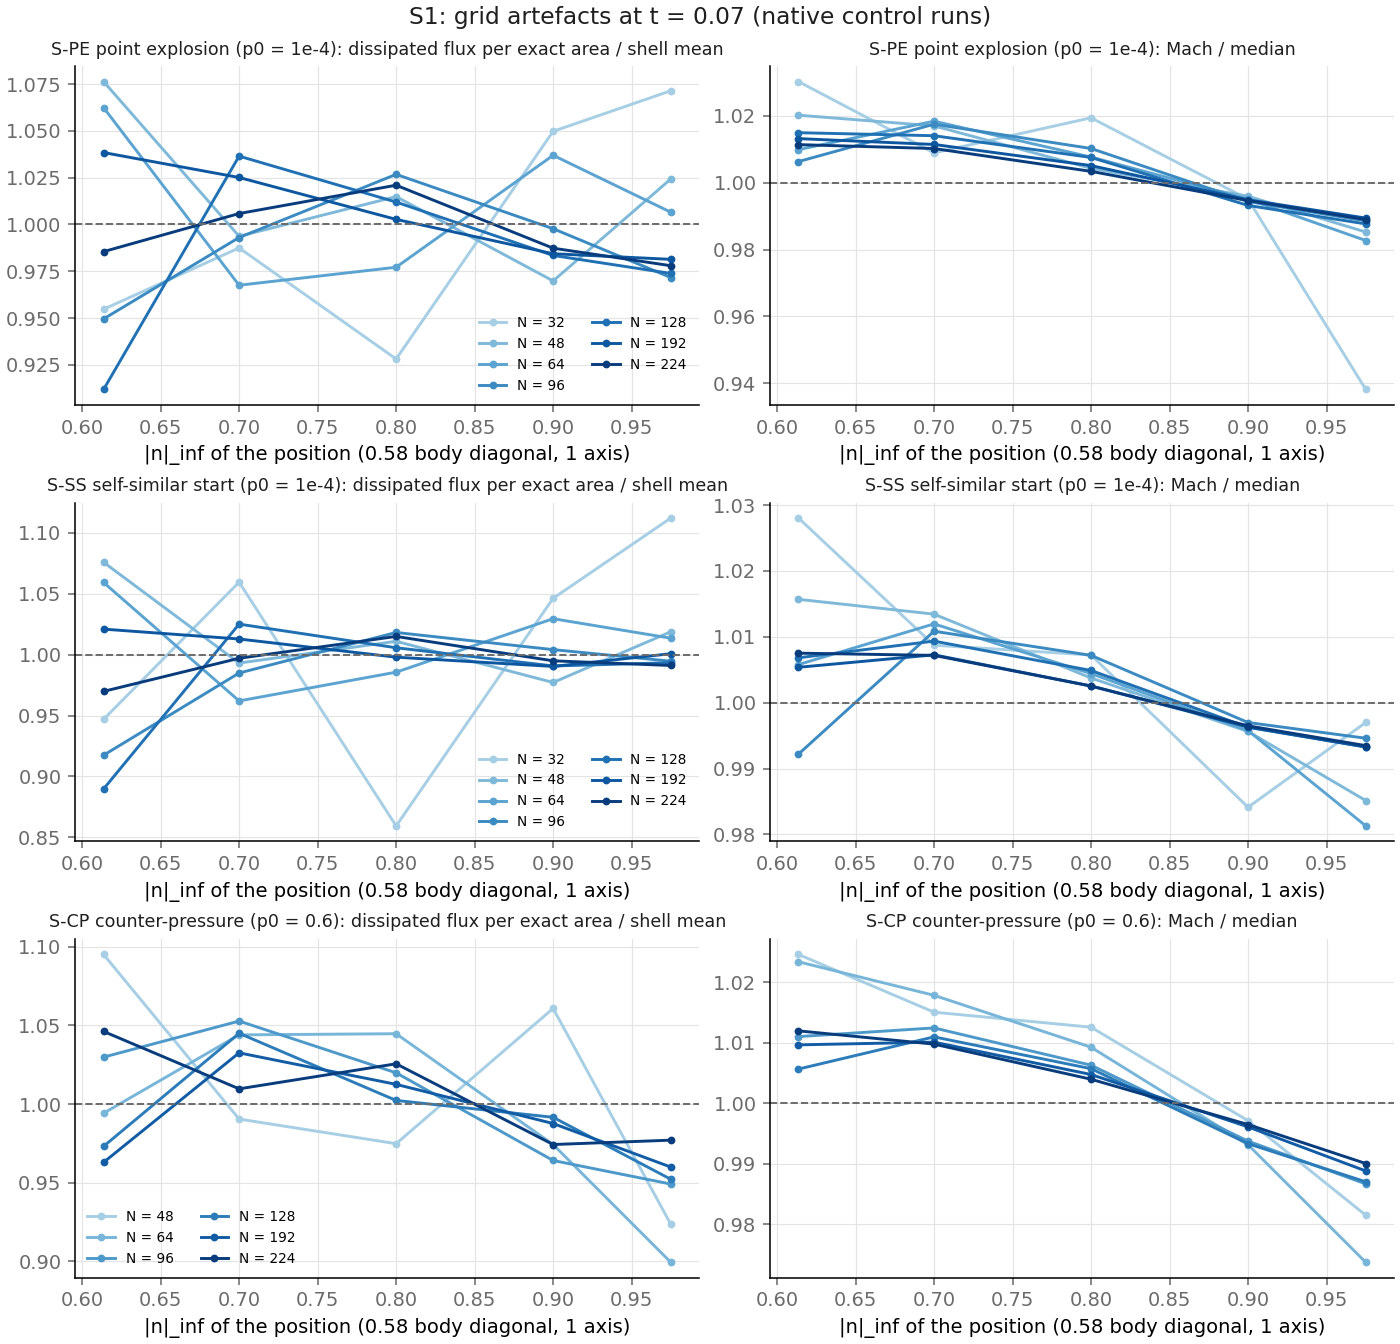 S1: grid artefacts at t = 0.07 (native control runs)
S-PE point explosion (p0 = 1e-4): dissipated flux per exact area / shell mean
1.075
1.050
1.025
1.000
0.975
0.950
0.925
N = 32
N = 48
N = 64
N = 96
N = 128
N = 192
N = 224
0.60 0.65 0.70 0.75 0.80 0.85 0.90 0.95
|n|_inf of the position (0.58 body diagonal, 1 axis)
S-PE point explosion (p0 = 1e-4): Mach / median
1.02
1.00
0.98
0.96
0.94
0.60 0.65 0.70 0.75 0.80 0.85 0.90 0.95
|n|_inf of the position (0.58 body diagonal, 1 axis)
S-SS self-similar start (p0 = 1e-4): dissipated flux per exact area / shell mean
1.10
1.05
1.00
0.95
0.90
0.85
N = 32
N = 48
N = 64
N = 96
N = 128
N = 192
N = 224
0.60 0.65 0.70 0.75 0.80 0.85 0.90 0.95
|n|_inf of the position (0.58 body diagonal, 1 axis)
S-SS self-similar start (p0 = 1e-4): Mach / median
1.03
1.02
1.01
1.00
0.99
0.98
0.60 0.65 0.70 0.75 0.80 0.85 0.90 0.95
|n|_inf of the position (0.58 body diagonal, 1 axis)
S-CP counter-pressure (p0 = 0.6): dissipated flux per exact area / shell mean
1.10
1.05
1.00
0.95
0.90
N = 48
N = 64
N = 96
N = 128
N = 192
N = 224
0.60 0.65 0.70 0.75 0.80 0.85 0.90 0.95
|n|_inf of the position (0.58 body diagonal, 1 axis)
S-CP counter-pressure (p0 = 0.6): Mach / median
1.02
1.01
1.00
0.99
0.98
0.60 0.65 0.70 0.75 0.80 0.85 0.90 0.95
|n|_inf of the position (0.58 body diagonal, 1 axis)